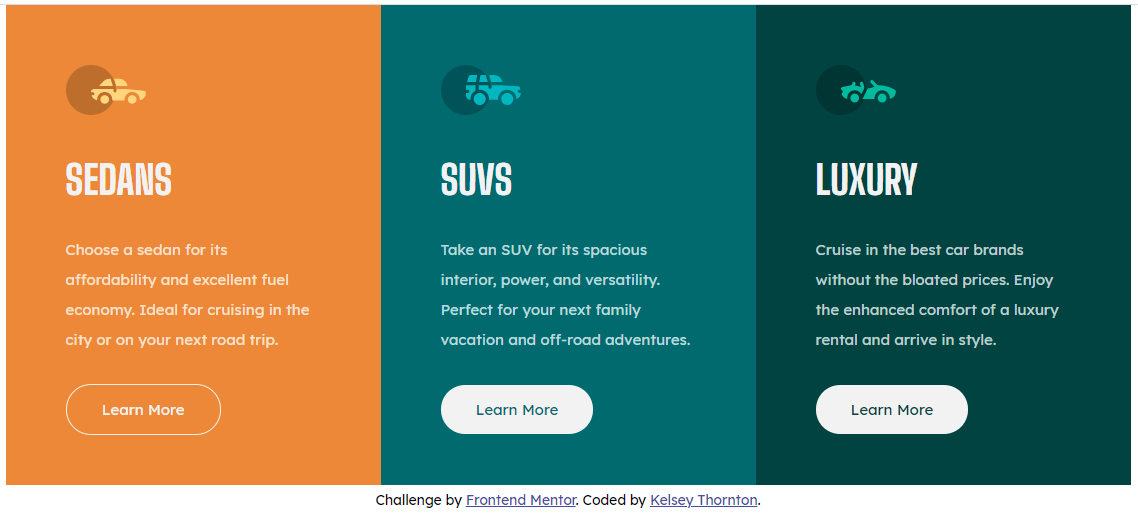 SEDANS
Choose a sedan for its
affordability and excellent fuel
economy. Ideal for cruising in the
city or on your next road trip.
Learn More
SUVS
Take an SUV for its spacious
interior, power, and versatility.
Perfect for your next family
vacation and off-road adventures.
Learn More
LUXURY
Cruise in the best car brands
without the bloated prices. Enjoy
the enhanced comfort of a luxury
rental and arrive in style.
Learn More
Challenge by Frontend Mentor. Coded by Kelsey Thornton.